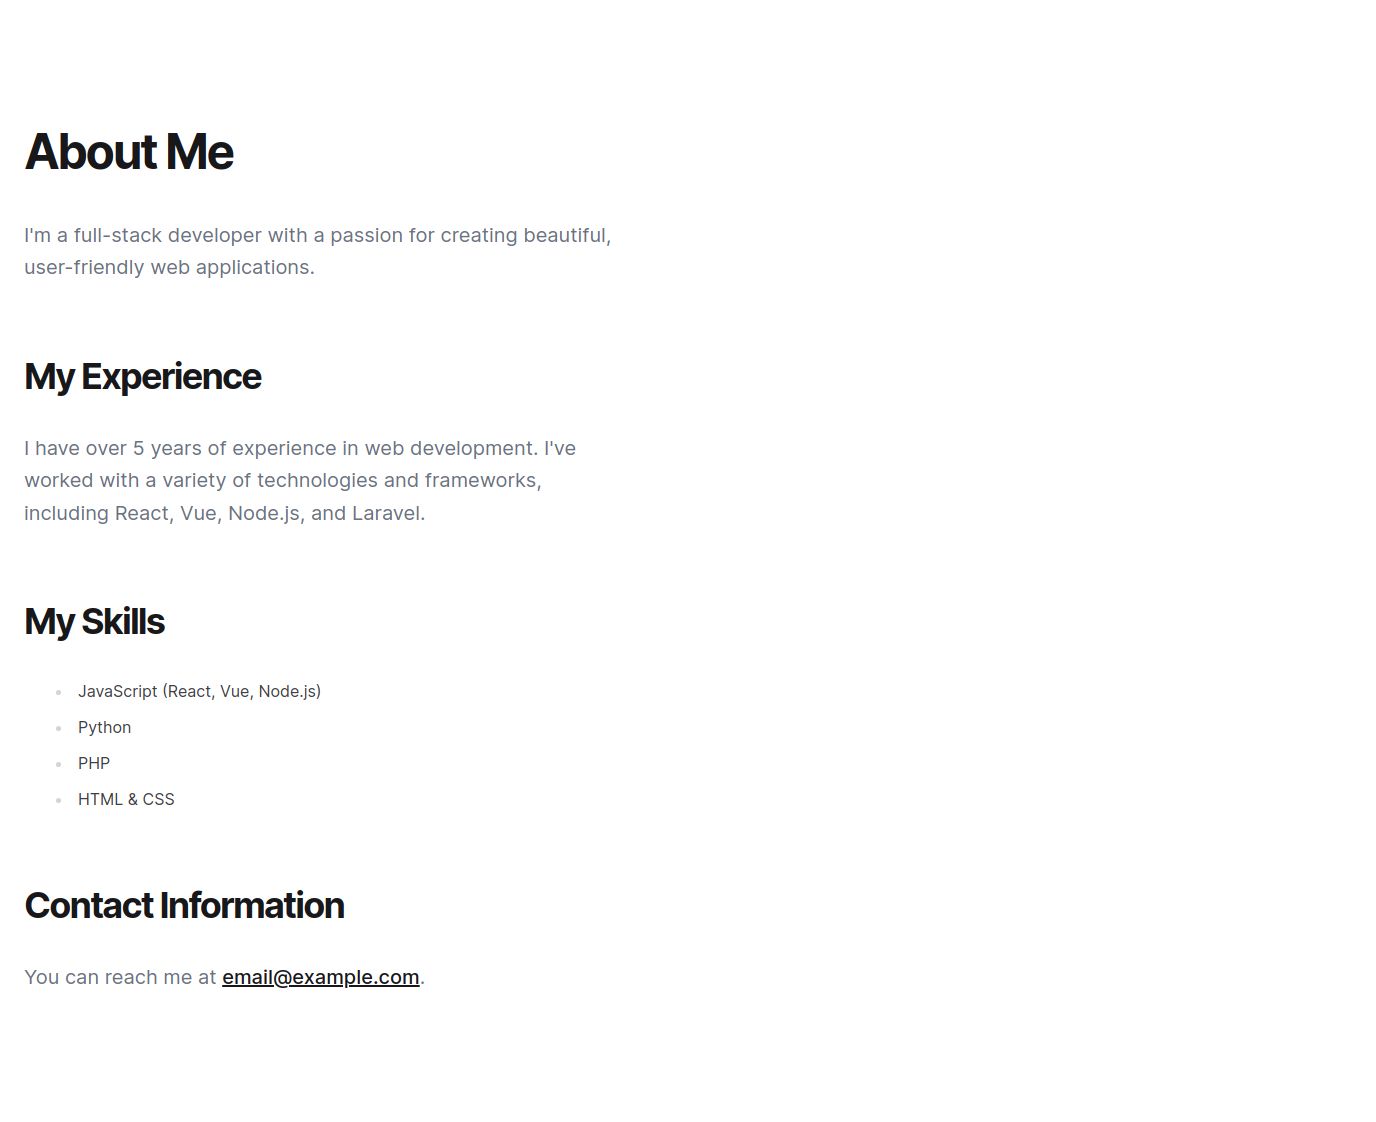 About Me
I'm a full-stack developer with a passion for creating beautiful,
user-friendly web applications.
My Experience
I have over 5 years of experience in web development. I've
worked with a variety of technologies and frameworks,
including React, Vue, Node.js, and Laravel.
My Skills
JavaScript (React, Vue, Node.js)
Python
PHP
HTML & CSS
Contact Information
You can reach me at email@example.com.